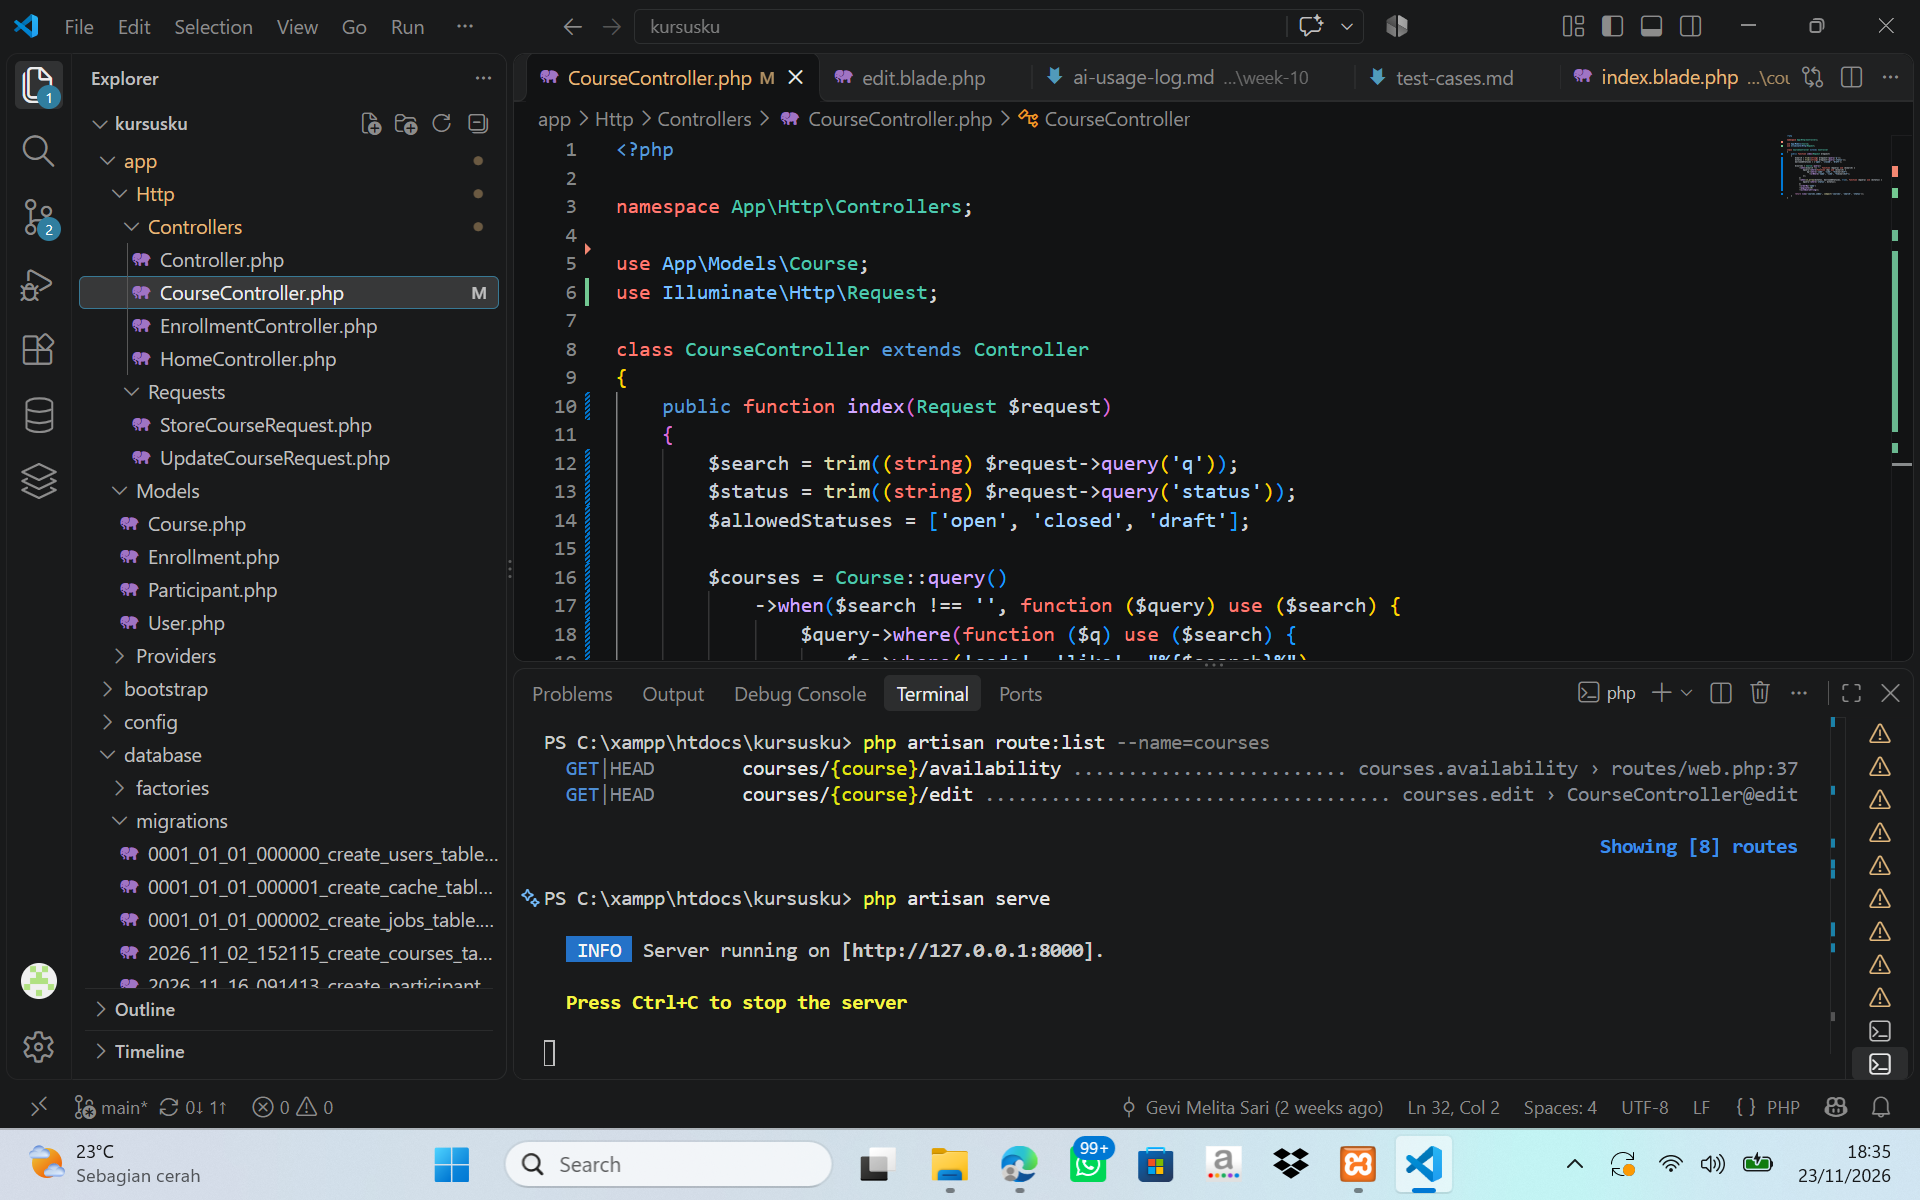 File Edit Selection View Go Run
kursusku
Explorer
kursusku
app
Http
Controllers
Controller.php
CourseController.php M
EnrollmentController.php
HomeController.php
Requests
StoreCourseRequest.php
UpdateCourseRequest.php
Models
Course.php
Enrollment.php
Participant.php
User.php
Providers
bootstrap
config
database
factories
migrations
0001_01_01_000000_create_users_table...
0001_01_01_000001_create_cache_tabl...
0001_01_01_000002_create_jobs_table....
2026_11_02_152115_create_courses_ta...
2026_11_16_091413_create_participant
Outline
Timeline
1
2
CourseController.php M
edit.blade.php
ai-usage-log.md ...\week-10
test-cases.md
index.blade.php ...\cou
app > Http > Controllers > CourseController.php > CourseController
1 <?php
2
3 namespace App\Http\Controllers;
4
5 use App\Models\Course;
6 use Illuminate\Http\Request;
7
8 class CourseController extends Controller
9 {
10 public function index(Request $request)
11 {
12 $search = trim((string) $request->query('q'));
13 $status = trim((string) $request->query('status'));
14 $allowedStatuses = ['open', 'closed', 'draft'];
15
16 $courses = Course::query()
17 ->when($search !== '', function ($query) use ($search) {
18 $query->where(function ($q) use ($search) {
19 $q->where('code', 'like', "%{$search}%")
Problems Output Debug Console Terminal Ports
php
PS C:\xampp\htdocs\kursusku> php artisan route:list --name=courses
GET|HEAD courses/{course}/availability ......................... courses.availability › routes/web.php:37
GET|HEAD courses/{course}/edit ..................................... courses.edit › CourseController@edit
Showing [8] routes
PS C:\xampp\htdocs\kursusku> php artisan serve
INFO Server running on [http://127.0.0.1:8000].
Press Ctrl+C to stop the server
main* 0↓ 1↑ 0 0
Gevi Melita Sari (2 weeks ago) Ln 32, Col 2 Spaces: 4 UTF-8 LF { } PHP
23°C
Sebagian cerah
Search
99+
a
18:35
23/11/2026